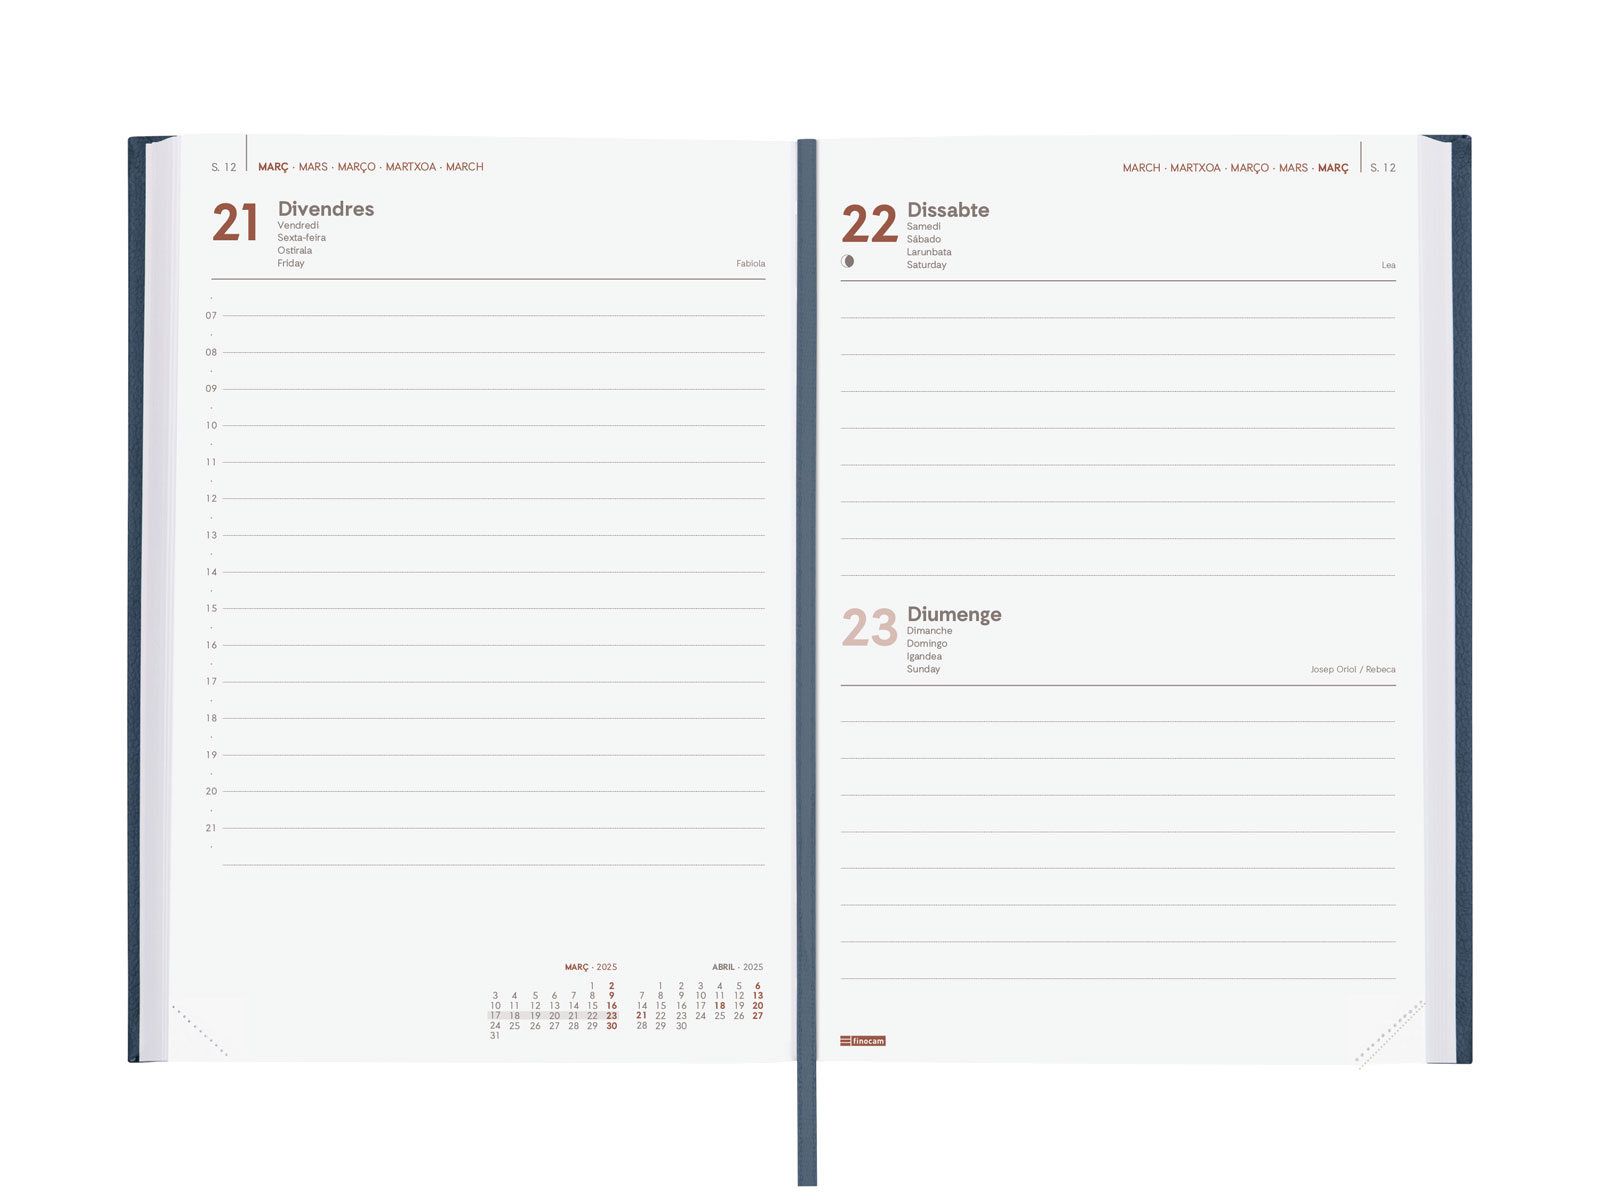 S. 12
MARÇ · MARS · MARÇO · MARTXOA · MARCH
21
Divendres
Vendredi
Sexta-feira
Ostirala
Friday
Fabiola
07
08
09
10
11
12
13
14
15
16
17
18
19
20
21
MARÇ · 2025
1 2
3 4 5 6 7 8 9
10 11 12 13 14 15 16
17 18 19 20 21 22 23
24 25 26 27 28 29 30
31
ABRIL · 2025
1 2 3 4 5 6
7 8 9 10 11 12 13
14 15 16 17 18 19 20
21 22 23 24 25 26 27
28 29 30
MARCH · MARTXOA · MARÇO · MARS · MARÇ
S. 12
22
Dissabte
Samedi
Sábado
Larunbata
Saturday
Lea
23
Diumenge
Dimanche
Domingo
Igandea
Sunday
Josep Oriol / Rebeca
finocam